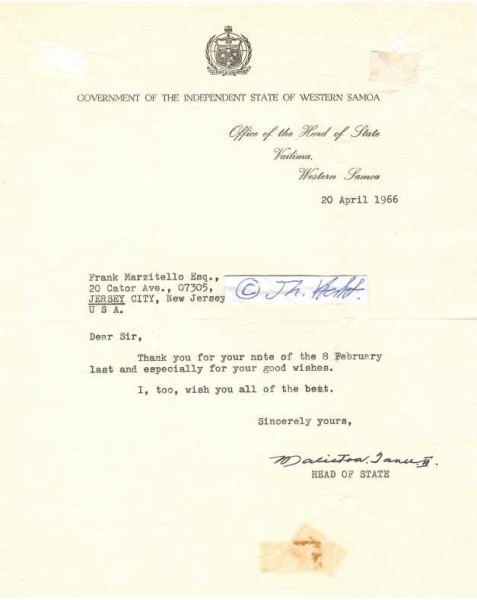 GOVERNMENT OF THE INDEPENDENT STATE OF WESTERN SAMOA
Office of the Head of State
Vailima,
Western Samoa
20 April 1966
Frank Marzitello Esq.,
20 Cator Ave., 07305,
JERSEY CITY, New Jersey
U S A.
©
Dear Sir,
Thank you for your note of the 8 February
last and especially for your good wishes.
I, too, wish you all of the best.
Sincerely yours,
Malietoa Tanu II.
HEAD OF STATE